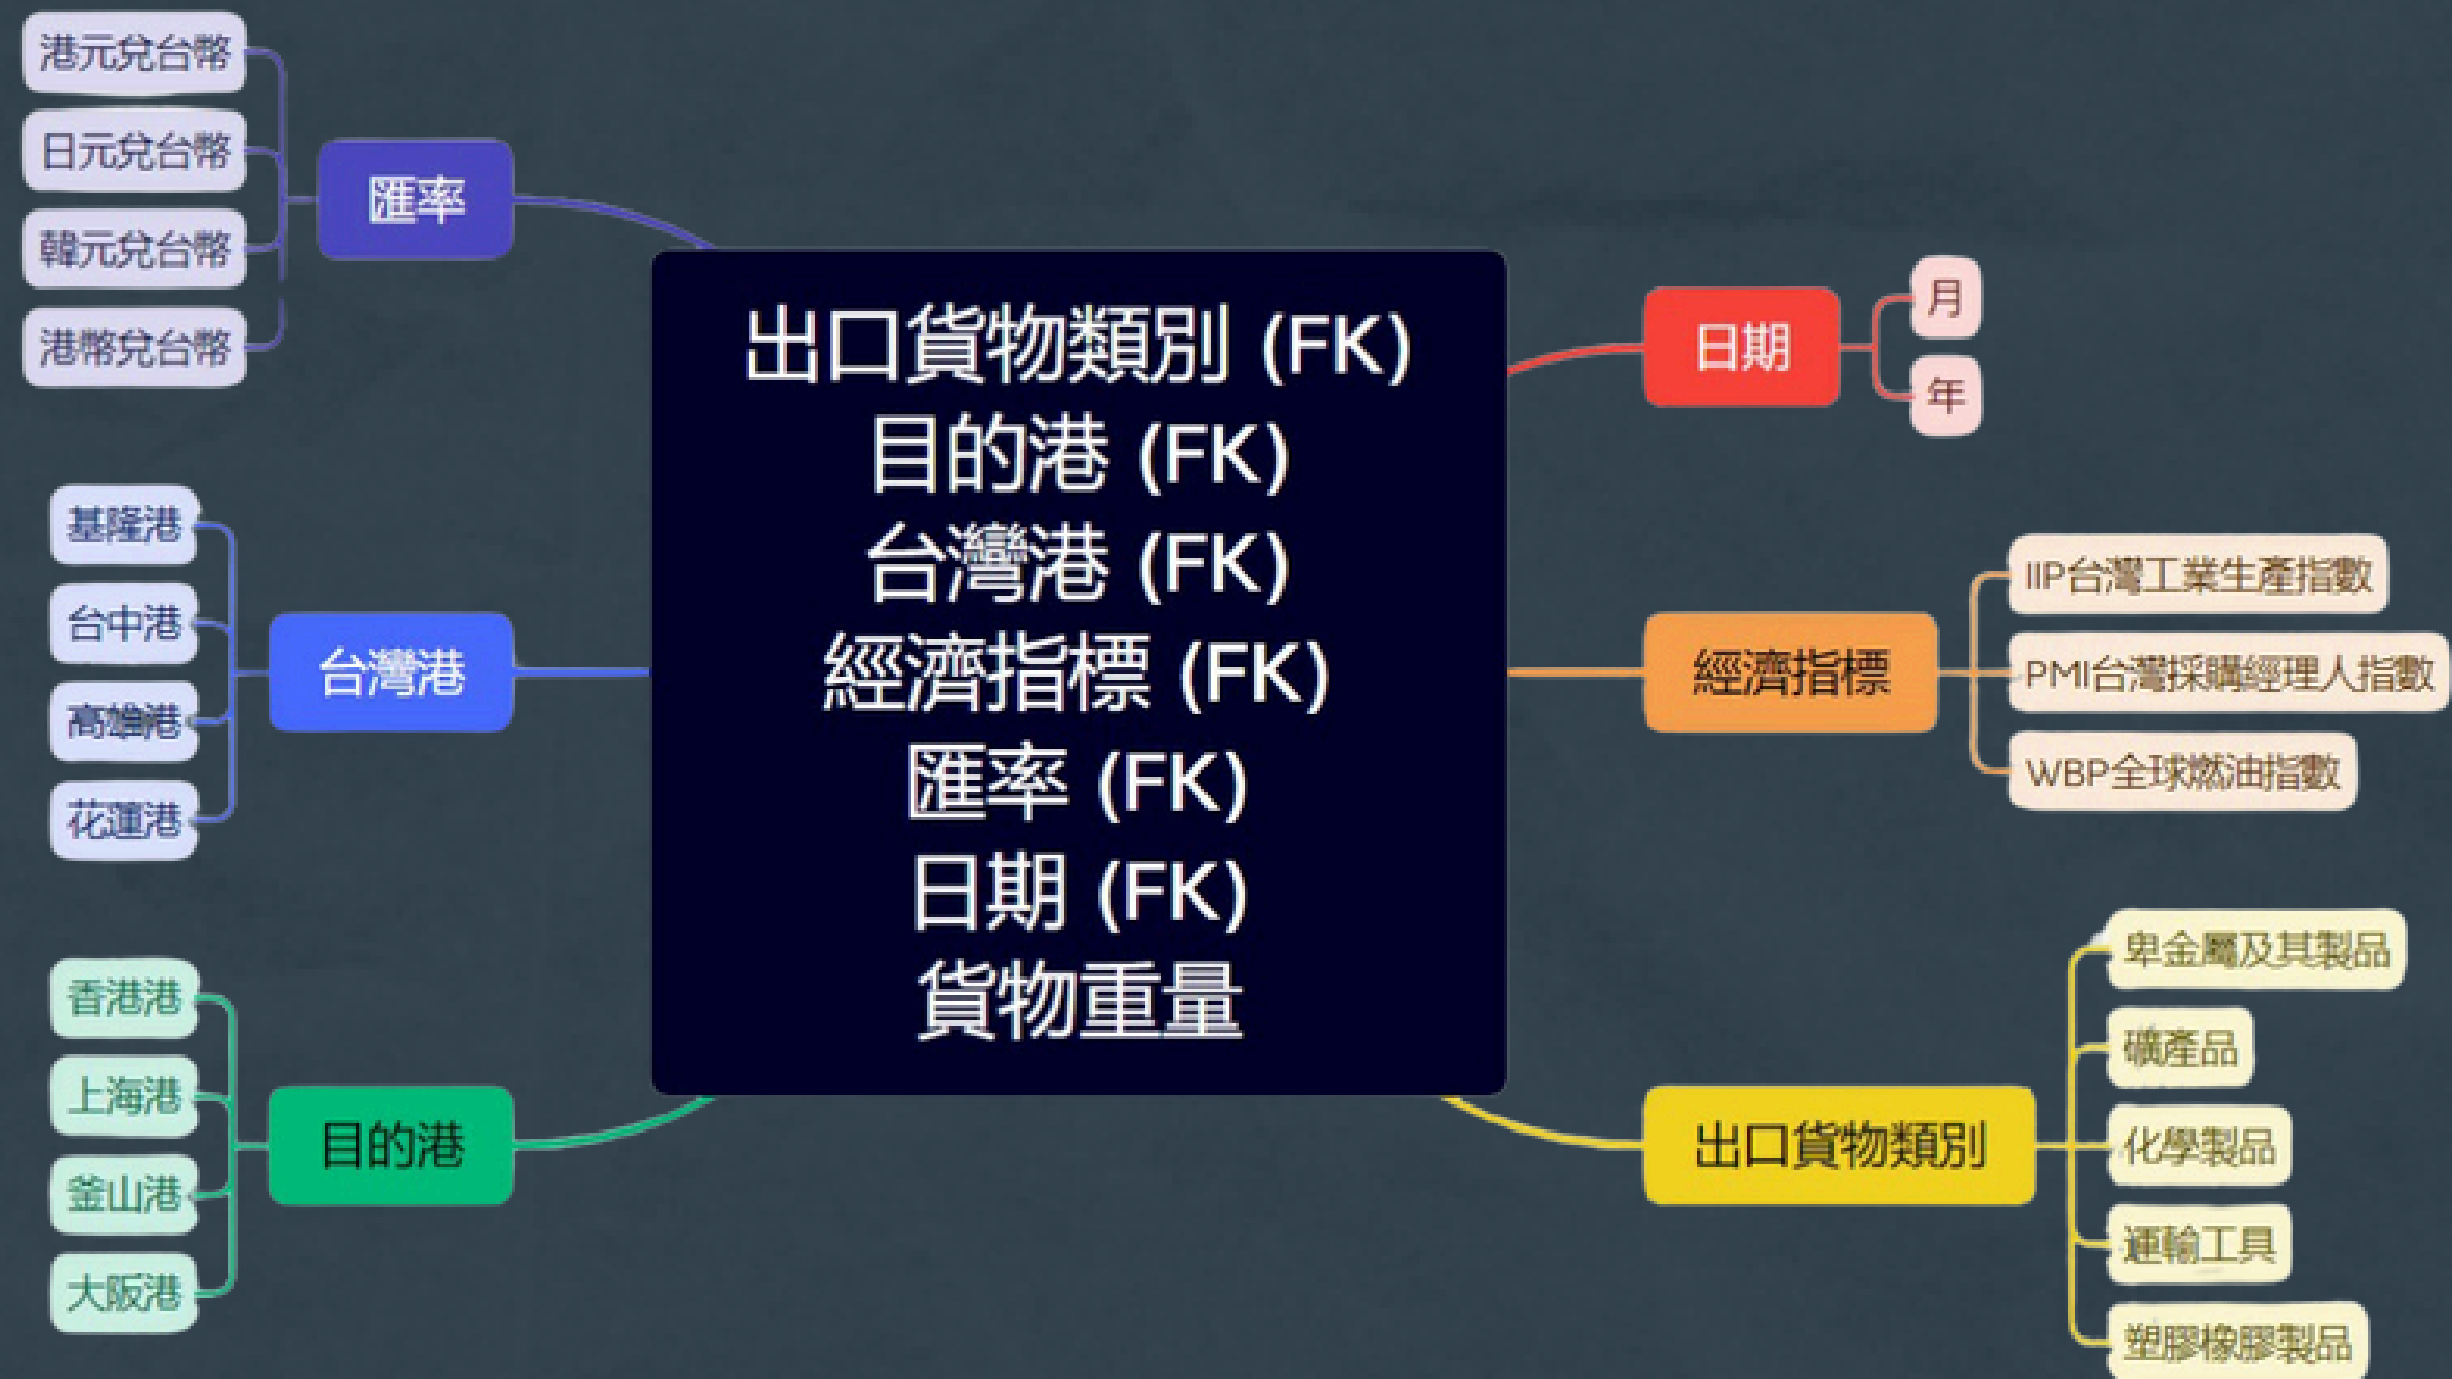 港元兌台幣
日元兌台幣
韓元兌台幣
港幣兌台幣
匯率
基隆港
台中港
高雄港
花蓮港
台灣港
香港港
上海港
釜山港
大阪港
目的港
出口貨物類別 (FK)
目的港 (FK)
台灣港 (FK)
經濟指標 (FK)
匯率 (FK)
日期 (FK)
貨物重量
日期
月
年
經濟指標
IIP台灣工業生產指數
PMI台灣採購經理人指數
WBP全球燃油指數
出口貨物類別
卑金屬及其製品
礦產品
化學製品
運輸工具
塑膠橡膠製品